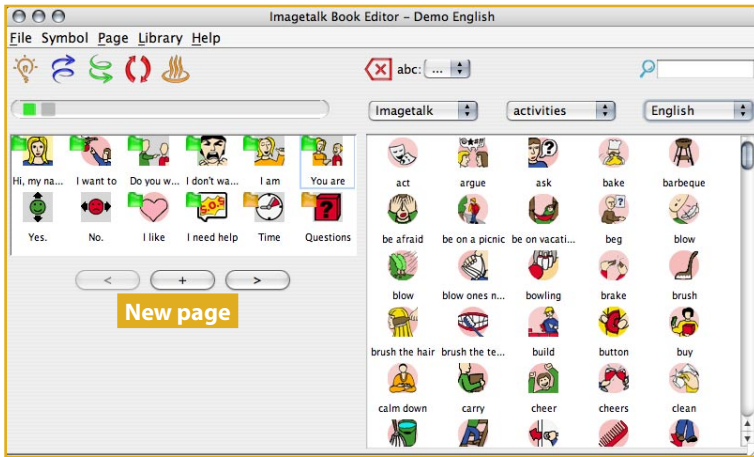 Imagetalk Book Editor – Demo English
File Symbol Page Library Help
abc: ...
Imagetalk activities English
Hi, my na... I want to Do you w... I don't wa... I am You are
Yes. No. I like I need help Time Questions
< + >
New page
act argue ask bake barbeque
be afraid be on a picnic be on vacati... beg blow
blow blow ones n... bowling brake brush
brush the hair brush the te... build button buy
calm down carry cheer cheers clean